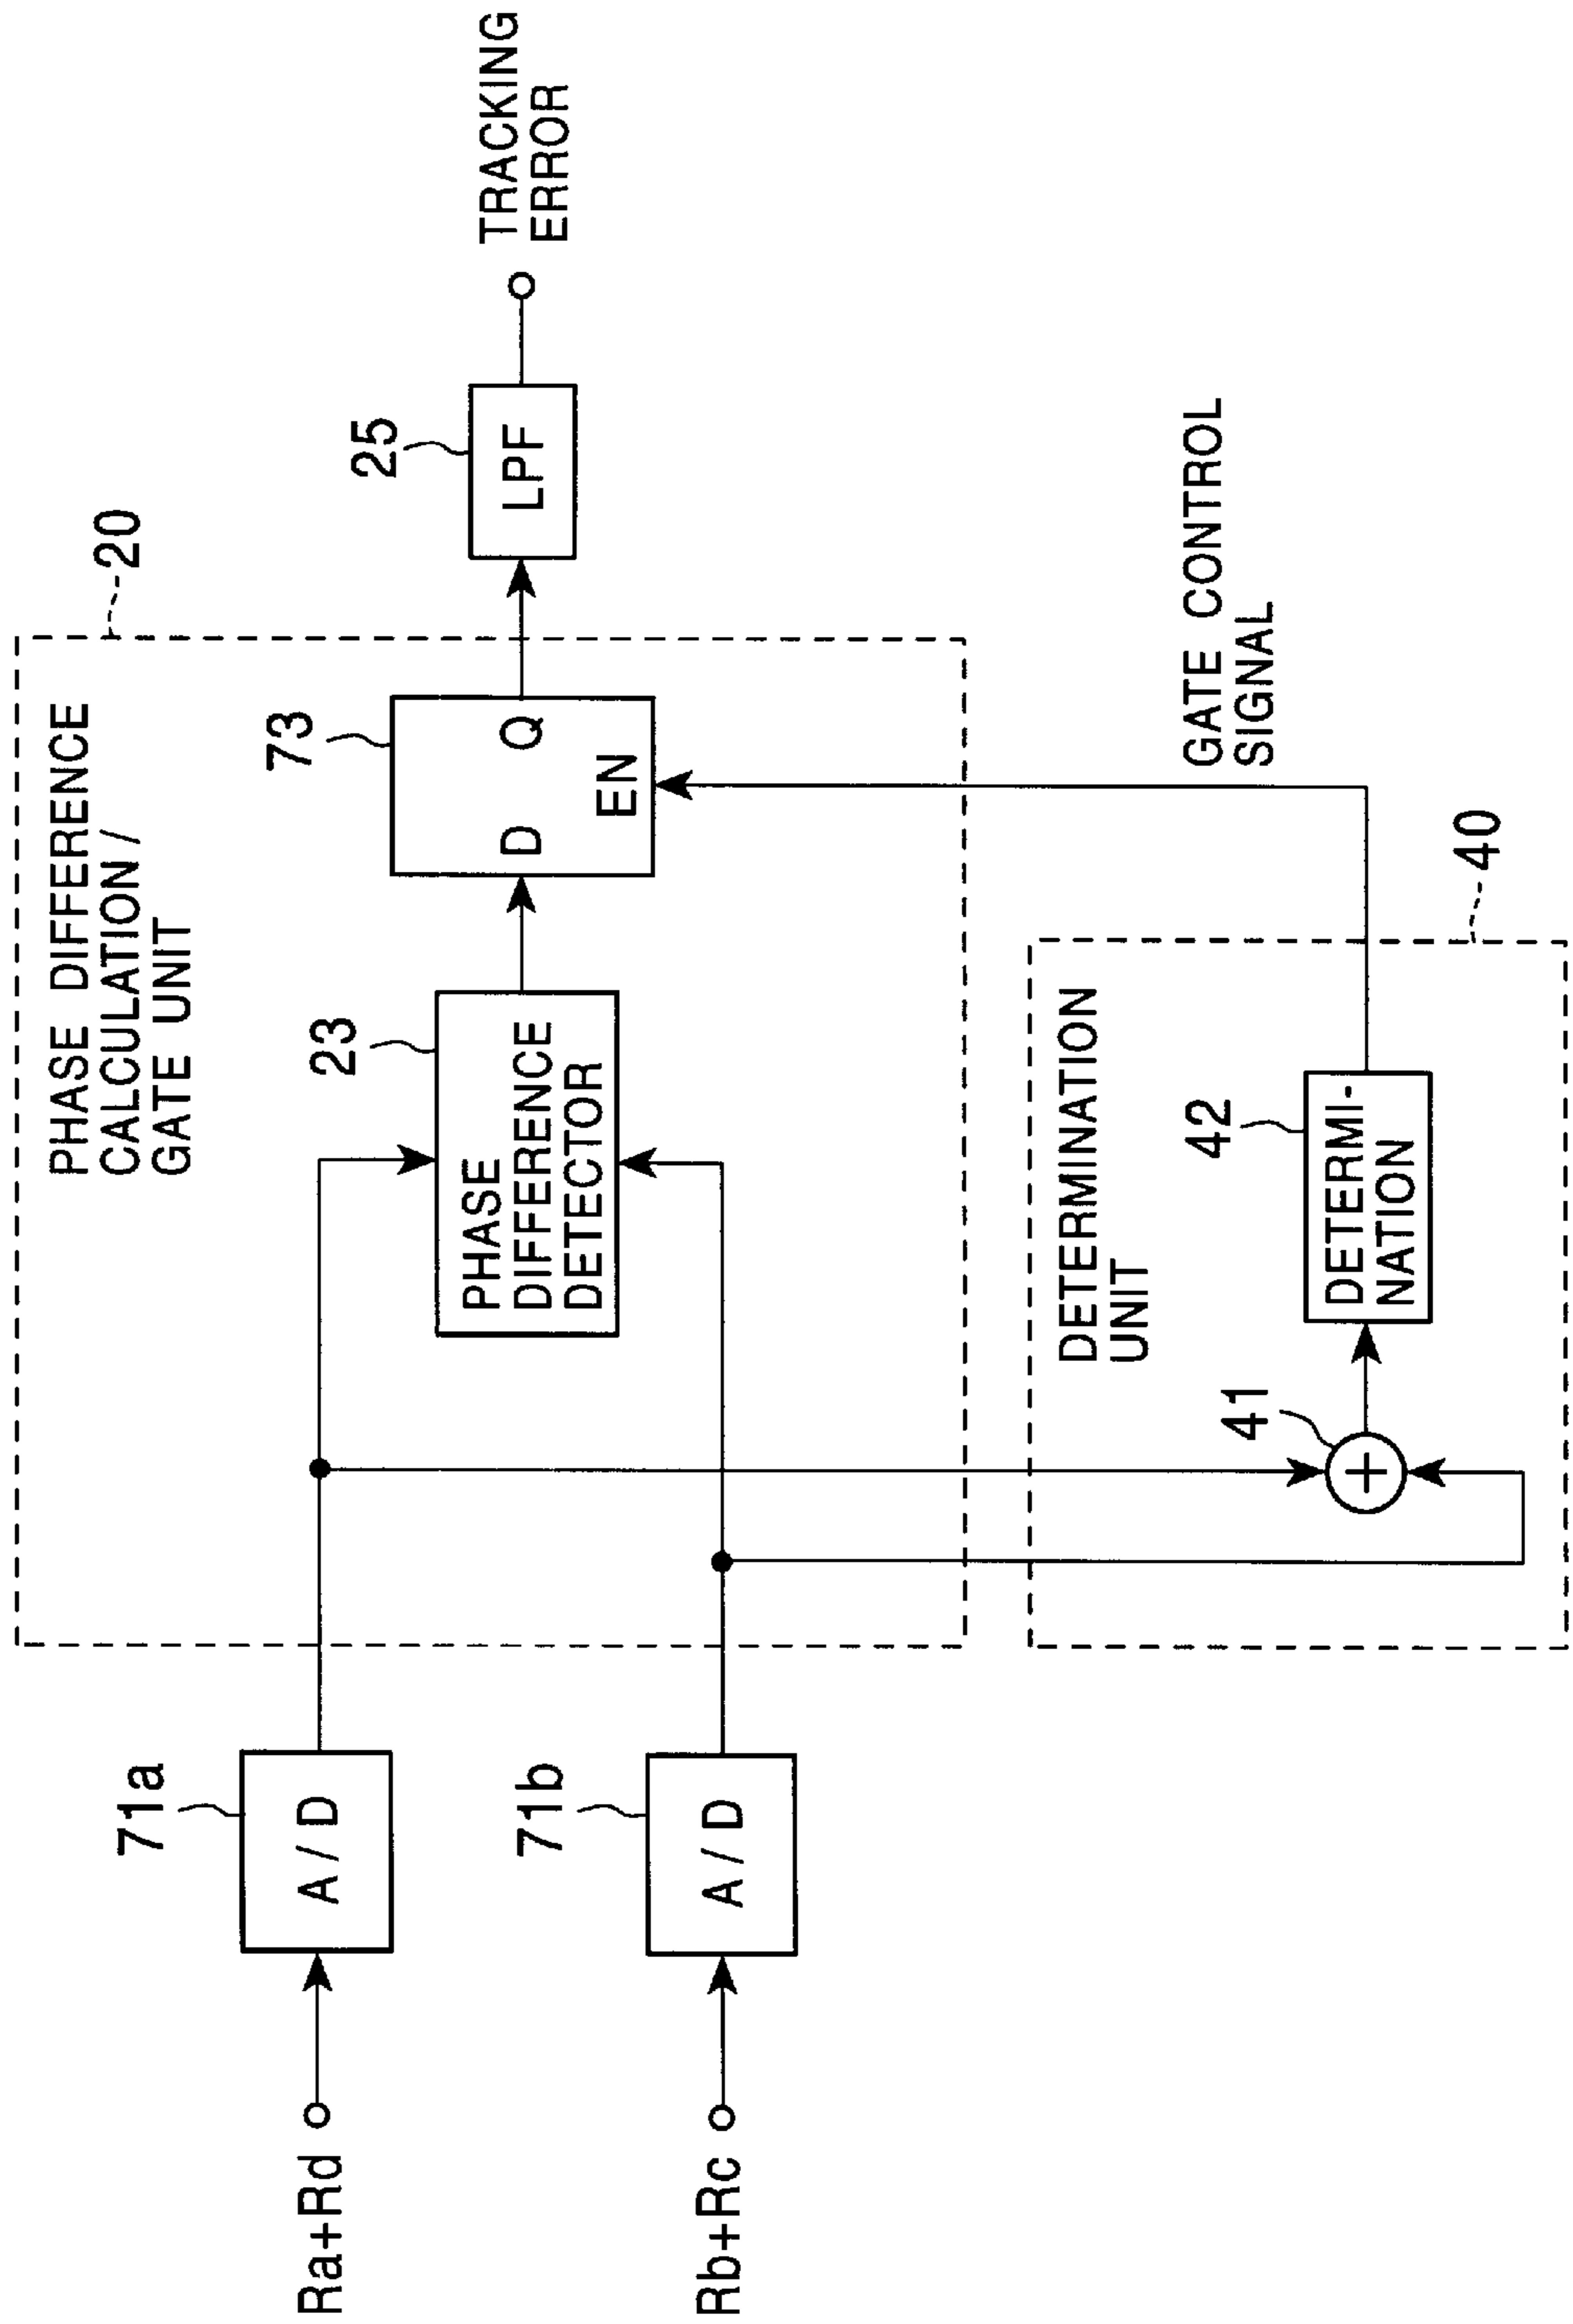 PHASE DIFFERENCE
CALCULATION /
GATE UNIT
20
Ra+Rd
71a
A / D
23
PHASE
DIFFERENCE
DETECTOR
73
D Q
EN
25
LPF
TRACKING
ERROR
Rb+Rc
71b
A / D
DETERMINATION
UNIT
40
41
+
42
DETERMI-
NATION
GATE CONTROL
SIGNAL